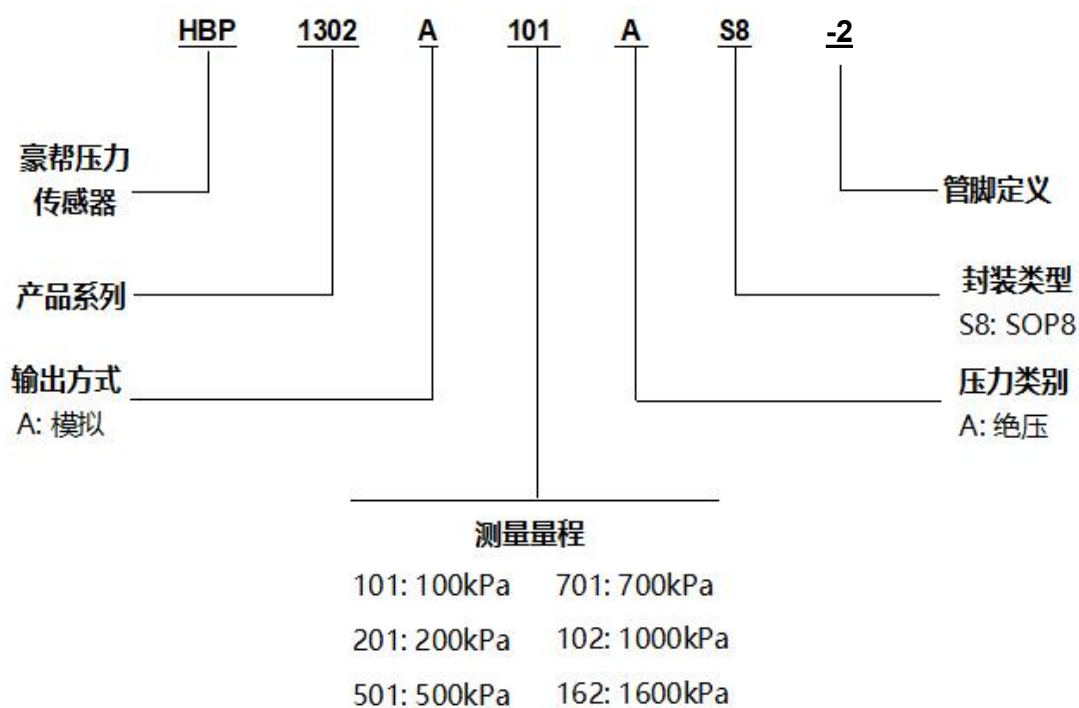 HBP 1302 A 101 A S8 -2
豪帮压力
传感器
管脚定义
产品系列
封装类型
S8: SOP8
输出方式
A: 模拟
压力类别
A: 绝压
测量量程
101: 100kPa 701: 700kPa
201: 200kPa 102: 1000kPa
501: 500kPa 162: 1600kPa